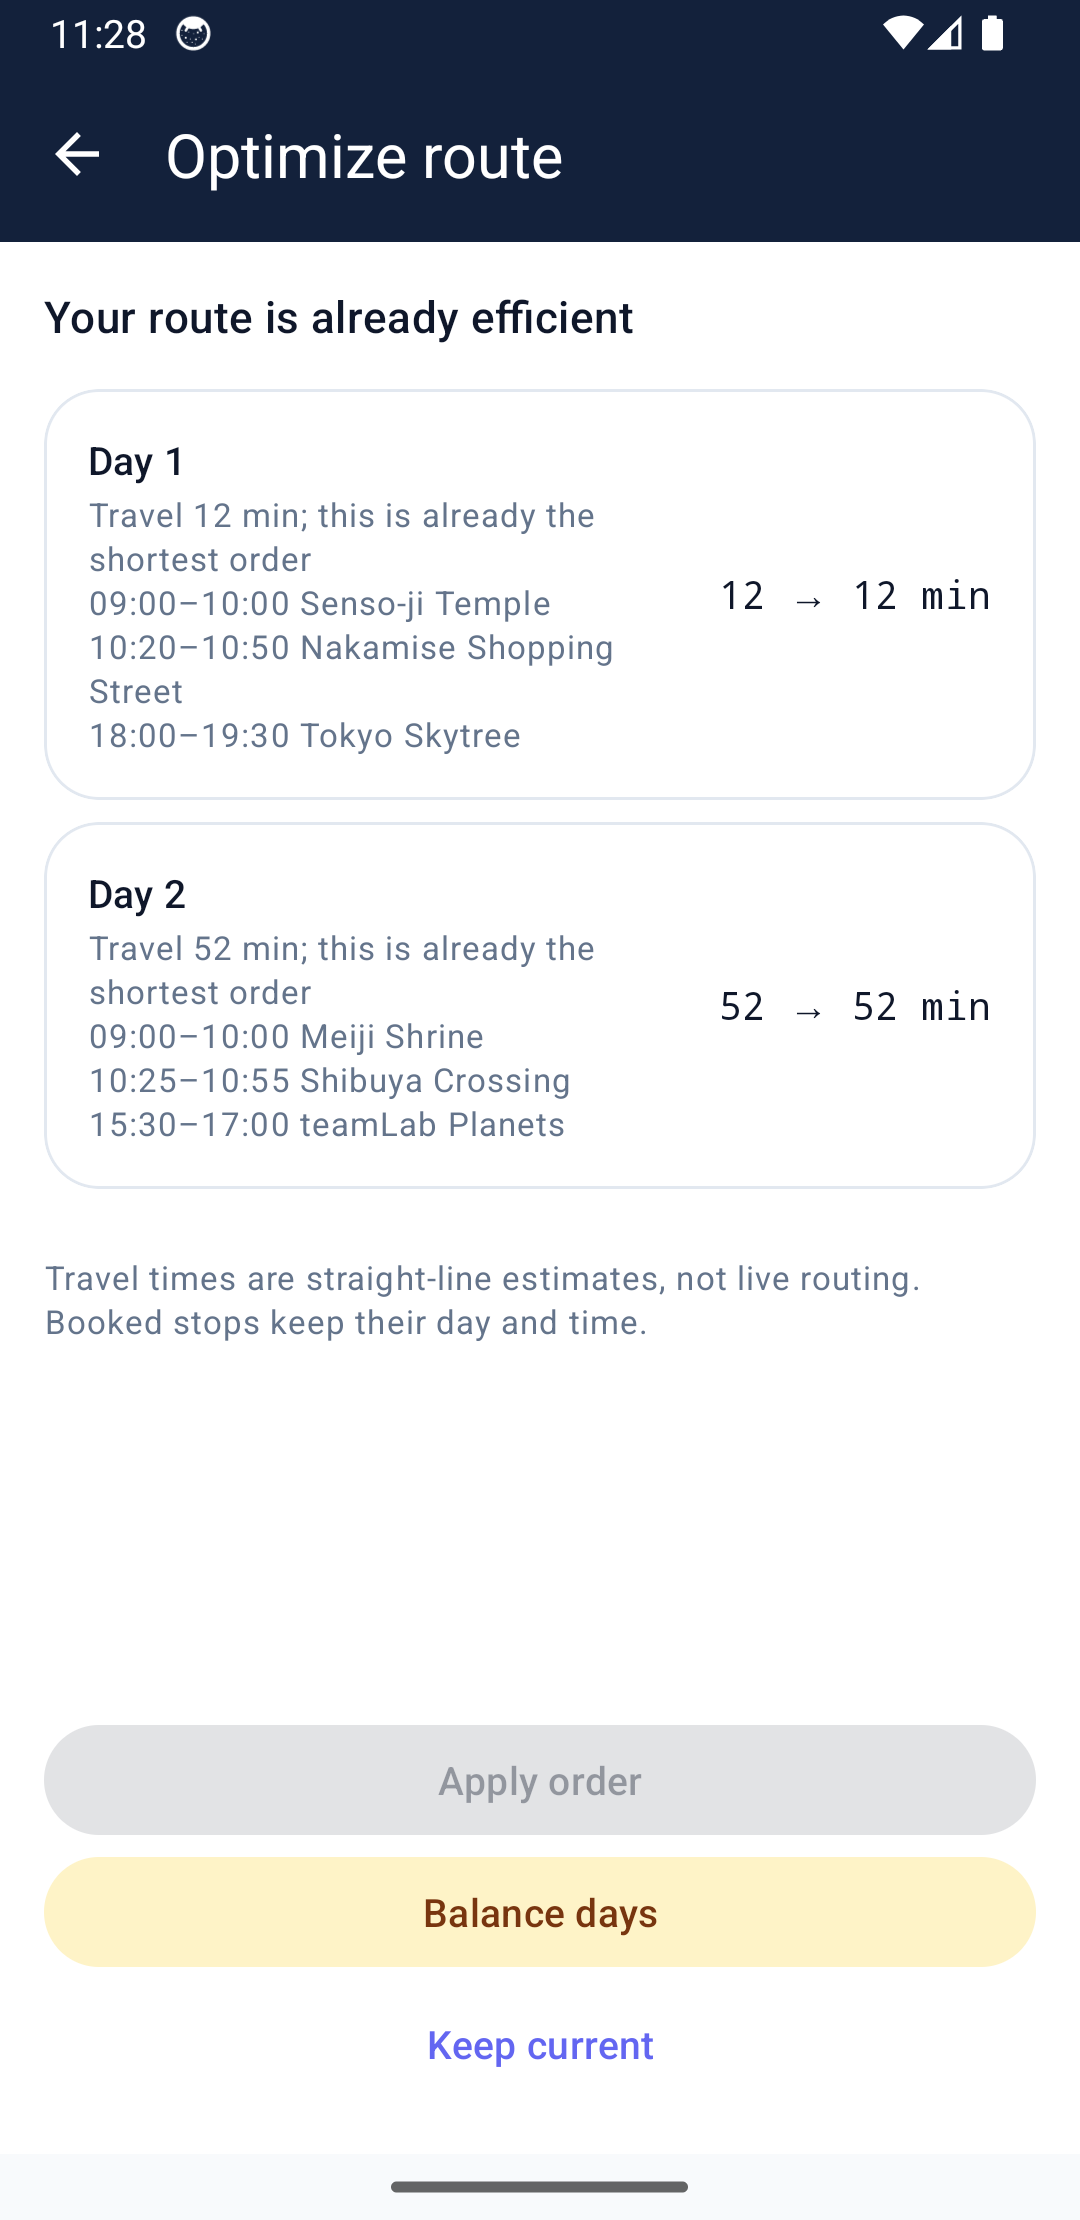 11:28
Optimize route
Your route is already efficient
Day 1
Travel 12 min; this is already the
shortest order
09:00–10:00 Senso-ji Temple
10:20–10:50 Nakamise Shopping
Street
18:00–19:30 Tokyo Skytree
12 → 12 min
Day 2
Travel 52 min; this is already the
shortest order
09:00–10:00 Meiji Shrine
10:25–10:55 Shibuya Crossing
15:30–17:00 teamLab Planets
52 → 52 min
Travel times are straight-line estimates, not live routing.
Booked stops keep their day and time.
Apply order
Balance days
Keep current